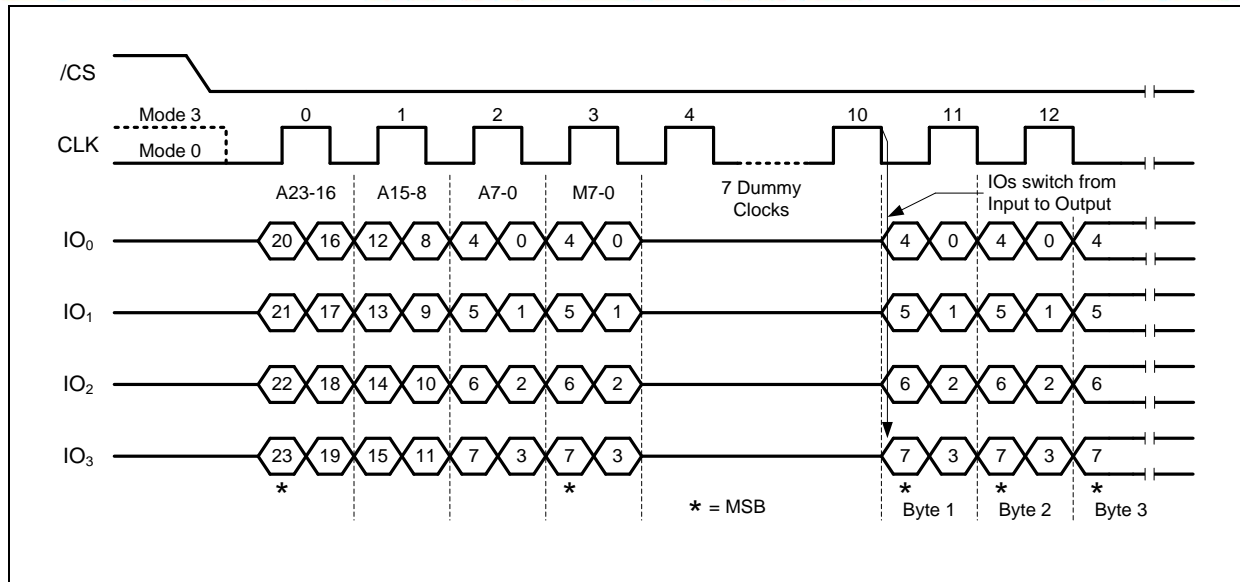 /CS
Mode 3 0 1 2 3 4 10 11 12
CLK
Mode 0
A23-16 A15-8 A7-0 M7-0 7 Dummy
Clocks
IOs switch from
Input to Output
IO₀ 20 16 12 8 4 0 4 0 4 0 4 0 4
IO₁ 21 17 13 9 5 1 5 1 5 1 5 1 5
IO₂ 22 18 14 10 6 2 6 2 6 2 6 2 6
IO₃ 23 19 15 11 7 3 7 3 7 3 7 3 7
* * * * *
* = MSB Byte 1 Byte 2 Byte 3